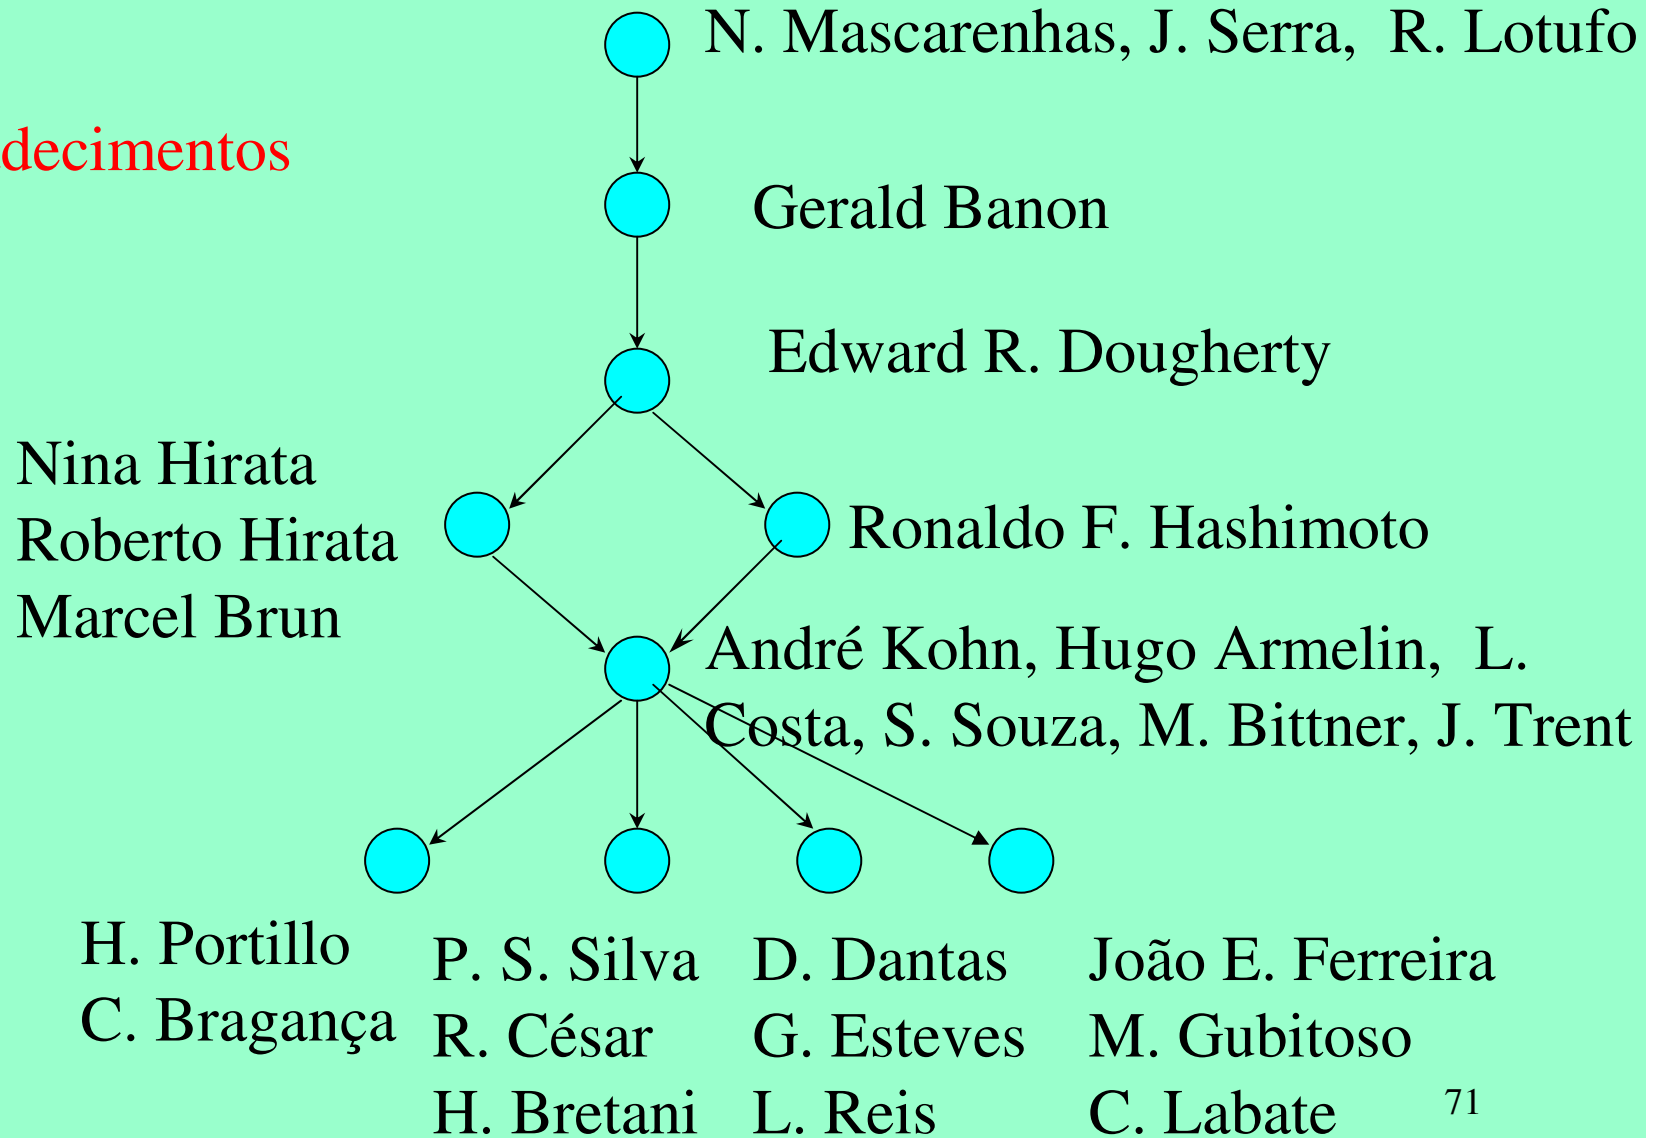 N. Mascarenhas, J. Serra, R. Lotufo
decimentos
Gerald Banon
Edward R. Dougherty
Nina Hirata
Roberto Hirata
Marcel Brun
Ronaldo F. Hashimoto
André Kohn, Hugo Armelin, L.
Costa, S. Souza, M. Bittner, J. Trent
H. Portillo
C. Bragança
P. S. Silva
R. César
H. Bretani
D. Dantas
G. Esteves
L. Reis
João E. Ferreira
M. Gubitoso
C. Labate
71